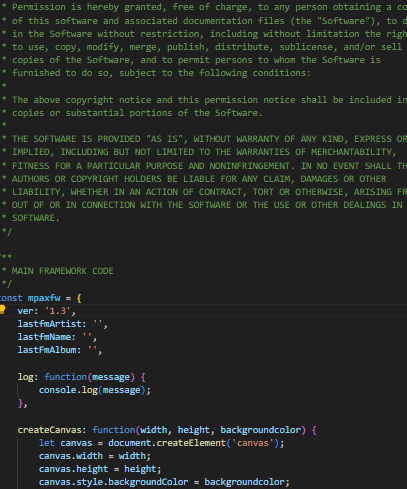 * Permission is hereby granted, free of charge, to any person obtaining a co
* of this software and associated documentation files (the "Software"), to d
* in the Software without restriction, including without limitation the righ
* to use, copy, modify, merge, publish, distribute, sublicense, and/or sell
* copies of the Software, and to permit persons to whom the Software is
* furnished to do so, subject to the following conditions:
*
* The above copyright notice and this permission notice shall be included in
* copies or substantial portions of the Software.
*
* THE SOFTWARE IS PROVIDED "AS IS", WITHOUT WARRANTY OF ANY KIND, EXPRESS OR
* IMPLIED, INCLUDING BUT NOT LIMITED TO THE WARRANTIES OF MERCHANTABILITY,
* FITNESS FOR A PARTICULAR PURPOSE AND NONINFRINGEMENT. IN NO EVENT SHALL TH
* AUTHORS OR COPYRIGHT HOLDERS BE LIABLE FOR ANY CLAIM, DAMAGES OR OTHER
* LIABILITY, WHETHER IN AN ACTION OF CONTRACT, TORT OR OTHERWISE, ARISING FR
* OUT OF OR IN CONNECTION WITH THE SOFTWARE OR THE USE OR OTHER DEALINGS IN
* SOFTWARE.
*/
/**
* MAIN FRAMEWORK CODE
*/
const mpaxfw = {
ver: '1.3',
lastfmArtist: '',
lastfmName: '',
lastFmAlbum: '',
log: function(message) {
console.log(message);
},
createCanvas: function(width, height, backgroundcolor) {
let canvas = document.createElement('canvas');
canvas.width = width;
canvas.height = height;
canvas.style.backgroundColor = backgroundcolor;